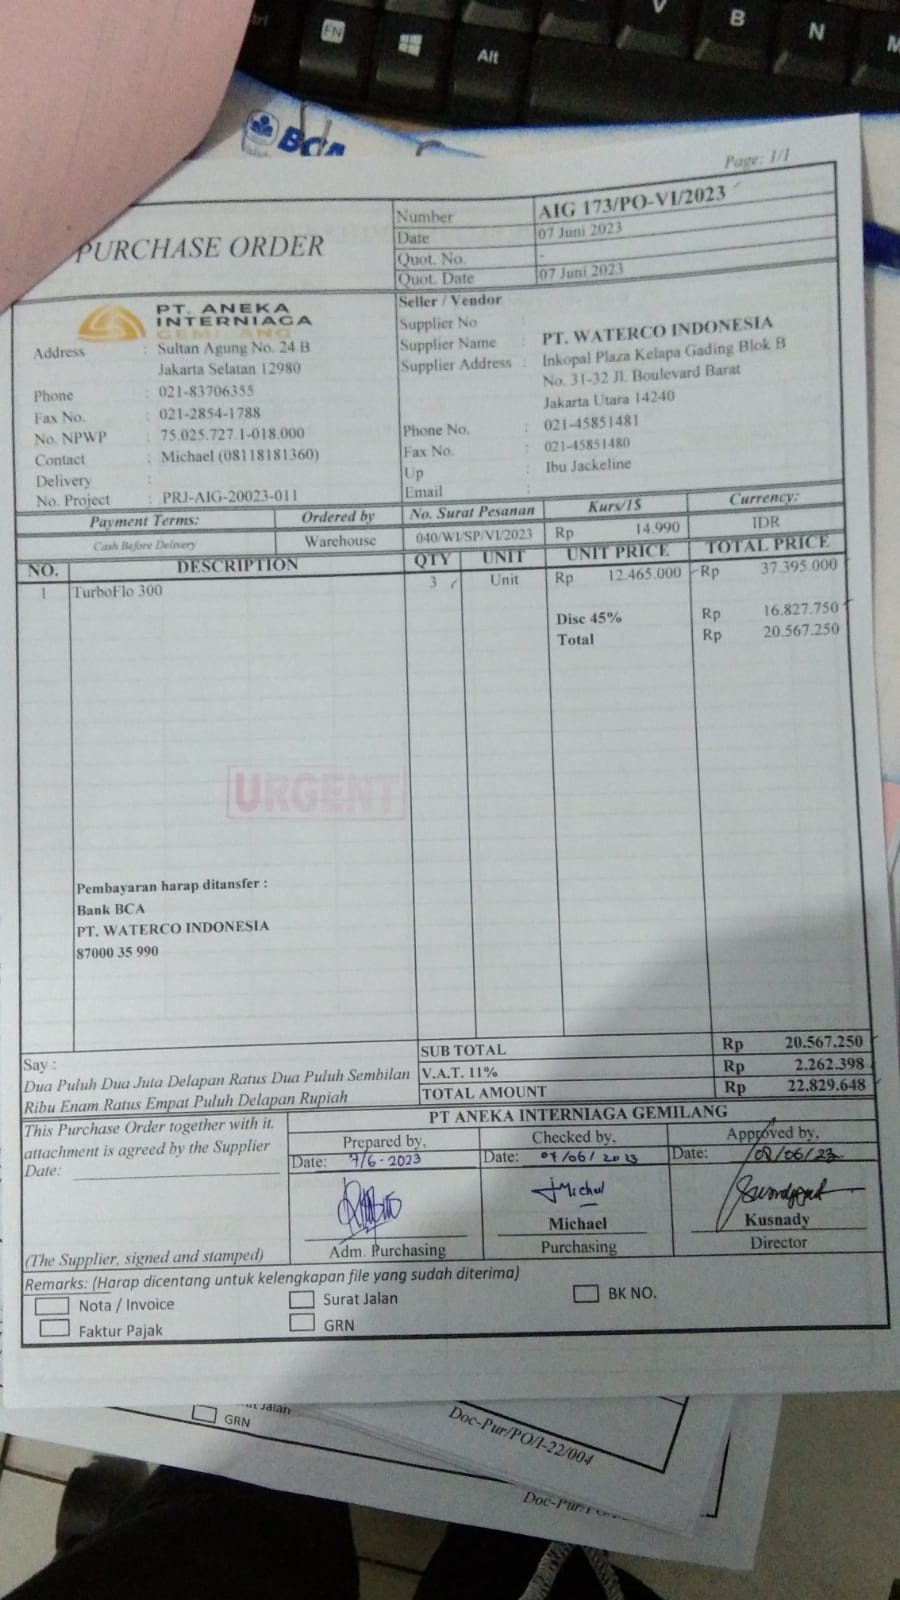 FN
Alt
V
B
N
M
BCA
Page: 1/1
PURCHASE ORDER
Number AIG 173/PO-VI/2023
Date 07 Juni 2023
Quot. No. -
Quot. Date 07 Juni 2023
PT. ANEKA
INTERNIAGA
GEMILANG
Address : Sultan Agung No. 24 B
Jakarta Selatan 12980
Phone : 021-83706355
Fax No. : 021-2854-1788
No. NPWP : 75.025.727.1-018.000
Contact : Michael (08118181360)
Delivery :
No. Project : PRJ-AIG-20023-011
Seller / Vendor
Supplier No :
Supplier Name : PT. WATERCO INDONESIA
Supplier Address : Inkopal Plaza Kelapa Gading Blok B
No. 31-32 Jl. Boulevard Barat
Jakarta Utara 14240
Phone No. : 021-45851481
Fax No. : 021-45851480
Up : Ibu Jackeline
Email :
Payment Terms: Ordered by No. Surat Pesanan Kurs/1$ Currency:
Cash Before Delivery Warehouse 040/WI/SP/VI/2023 Rp 14.990 IDR
NO. DESCRIPTION QTY UNIT UNIT PRICE TOTAL PRICE
1 TurboFlo 300 3 Unit Rp 12.465.000 Rp 37.395.000
Disc 45% Rp 16.827.750
Total Rp 20.567.250
URGENT
Pembayaran harap ditansfer :
Bank BCA
PT. WATERCO INDONESIA
87000 35 990
SUB TOTAL Rp 20.567.250
V.A.T. 11% Rp 2.262.398
TOTAL AMOUNT Rp 22.829.648
Say :
Dua Puluh Dua Juta Delapan Ratus Dua Puluh Sembilan
Ribu Enam Ratus Empat Puluh Delapan Rupiah
This Purchase Order together with it.
attachment is agreed by the Supplier
Date:
(The Supplier, signed and stamped)
PT ANEKA INTERNIAGA GEMILANG
Prepared by, Checked by, Approved by,
Date: 7/6-2023 Date: 07/06/2023 Date: 08/06/23
Michael Kusnady
Adm. Purchasing Purchasing Director
Remarks: (Harap dicentang untuk kelengkapan file yang sudah diterima)
Nota / Invoice Surat Jalan BK NO.
Faktur Pajak GRN
Jalan
GRN
Doc-Pur/PO/I-22/004